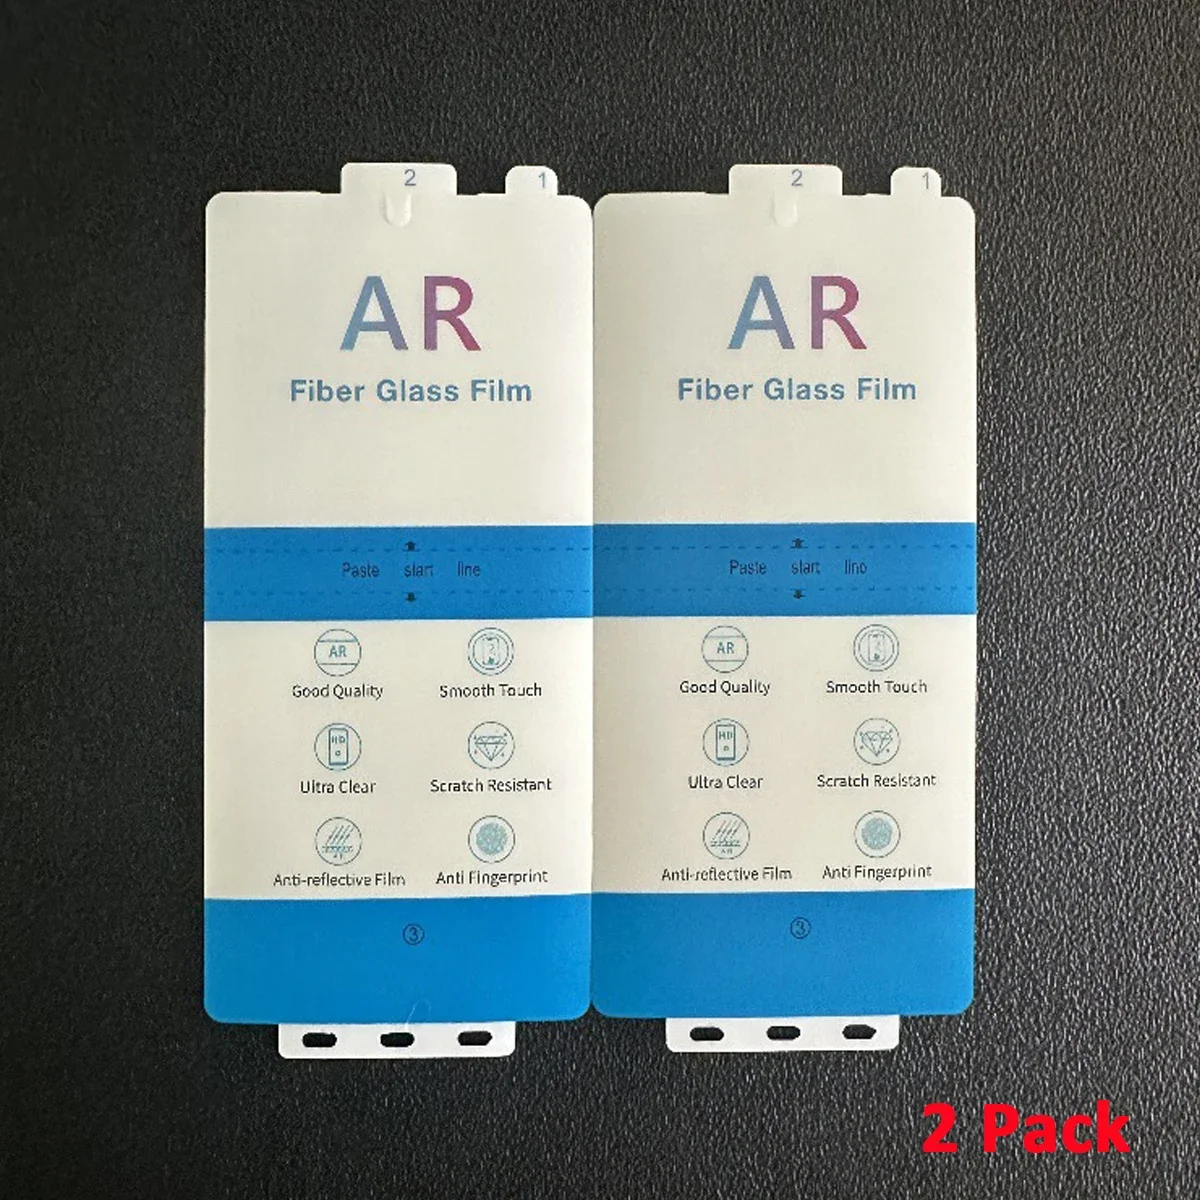 2 1
AR
Fiber Glass Film
Paste start line
AR
Good Quality
Smooth Touch
HD
Ultra Clear
Scratch Resistant
AR
Anti-reflective Film
Anti Fingerprint
③
2 1
AR
Fiber Glass Film
Paste start line
AR
Good Quality
Smooth Touch
HD
Ultra Clear
Scratch Resistant
AR
Anti-reflective Film
Anti Fingerprint
③
2 Pack